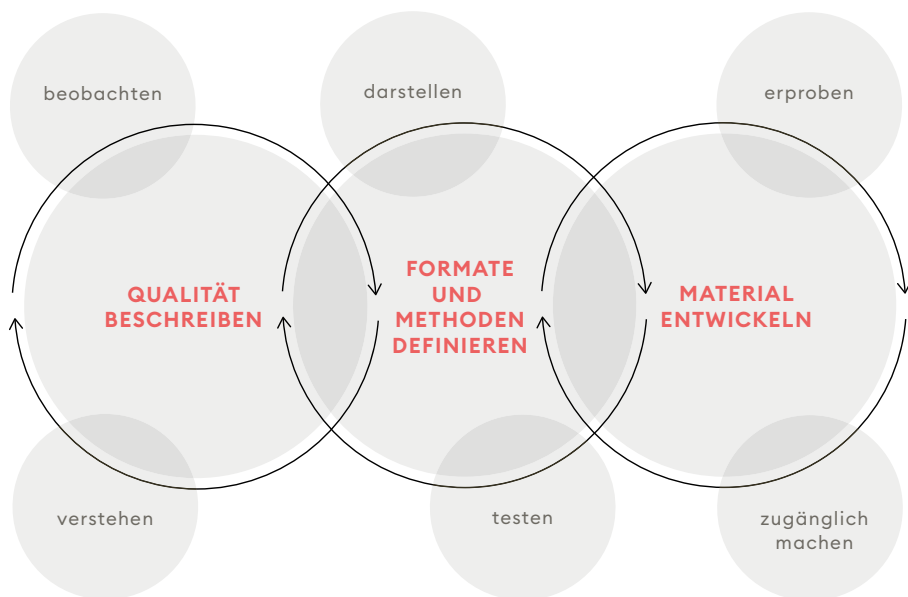 beobachten
darstellen
erproben
QUALITÄT
BESCHREIBEN
FORMATE
UND
METHODEN
DEFINIEREN
MATERIAL
ENTWICKELN
verstehen
testen
zugänglich
machen